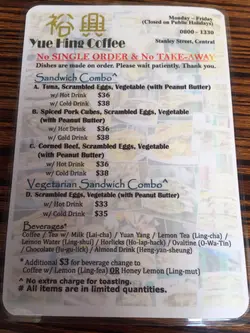 裕興
Yue Hing Coffee
Monday – Friday
(Closed on Public Holidays)
0800 – 1330
Stanley Street, Central
No SINGLE ORDER & No TAKE-AWAY
Dishes are made on order. Please wait patiently. Thank you.
Sandwich Combo^
A. Tuna, Scrambled Eggs, Vegetable (with Peanut Butter)
w/ Hot Drink $36
w/ Cold Drink $38
B. Spiced Pork Cubes, Scrambled Eggs, Vegetable
(with Peanut Butter)
w/ Hot Drink $36
w/ Cold Drink $38
C. Corned Beef, Scrambled Eggs, Vegetable
(with Peanut Butter)
w/ Hot Drink $36
w/ Cold Drink $38
Vegetarian Sandwich Combo^
D. Scrambled Eggs, Vegetable (with Peanut Butter)
w/ Hot Drink $33
w/ Cold Drink $35
Beverages*
Coffee / Tea w/ Milk (Lai-cha) / Yuan Yang / Lemon Tea (Ling-cha) /
Lemon Water (Ling-shui) / Horlicks (Ho-lap-hack) / Ovaltine (O-Wa-Tin)
/ Chocolate (Ju-gu-lick) / Almond Drink (Heng-yan-sheung)
* Additional $3 for beverage change to
Coffee w/ Lemon (Ling-fea) OR Honey Lemon (Ling-mut)
^ No extra charge for toasting.
# All items are in limited quantities.